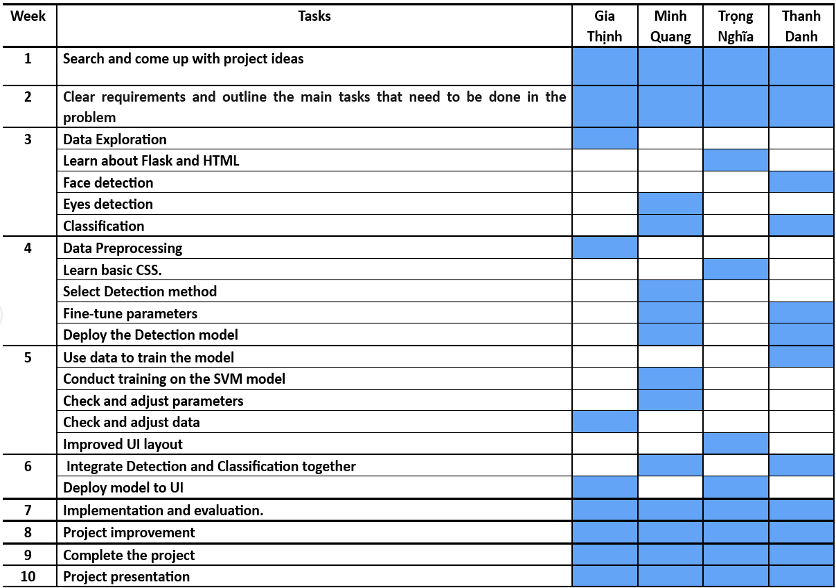 Week Tasks Gia Thịnh Minh Quang Trọng Nghĩa Thanh Danh
1 Search and come up with project ideas
2 Clear requirements and outline the main tasks that need to be done in the
problem
3 Data Exploration
Learn about Flask and HTML
Face detection
Eyes detection
Classification
4 Data Preprocessing
Learn basic CSS.
Select Detection method
Fine-tune parameters
Deploy the Detection model
5 Use data to train the model
Conduct training on the SVM model
Check and adjust parameters
Check and adjust data
Improved UI layout
6 Integrate Detection and Classification together
Deploy model to UI
7 Implementation and evaluation.
8 Project improvement
9 Complete the project
10 Project presentation